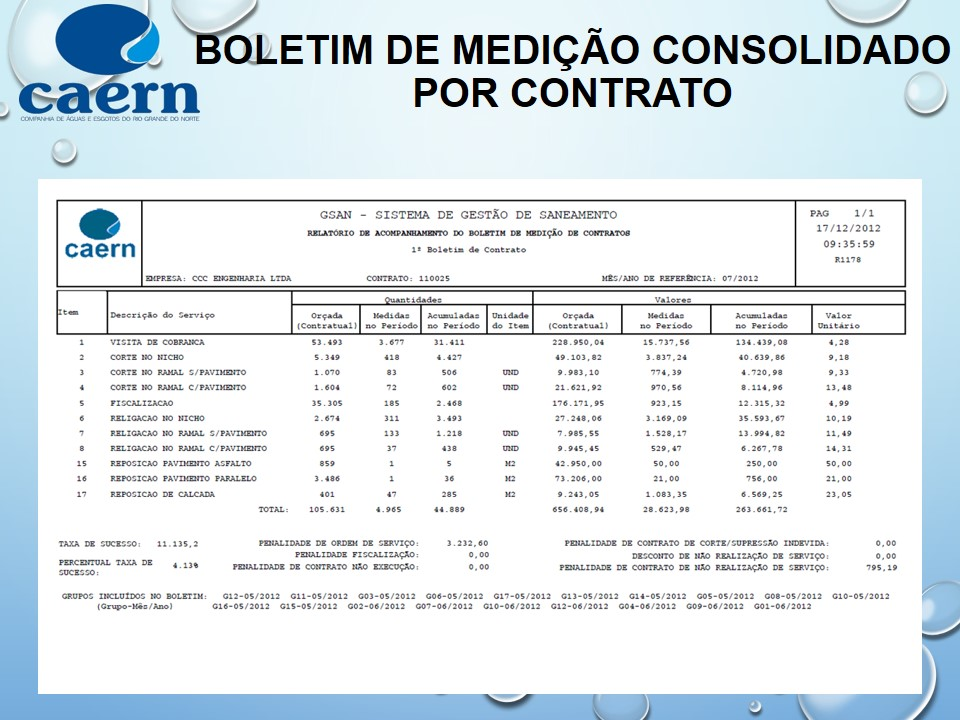 caern
COMPANHIA DE ÁGUAS E ESGOTOS DO RIO GRANDE DO NORTE
BOLETIM DE MEDIÇÃO CONSOLIDADO
POR CONTRATO
caern
GSAN - SISTEMA DE GESTÃO DE SANEAMENTO
RELATÓRIO DE ACOMPANHAMENTO DO BOLETIM DE MEDIÇÃO DE CONTRATOS
1º Boletim de Contrato
EMPRESA: CCC ENGENHARIA LTDA CONTRATO: 110025 MÊS/ANO DE REFERÊNCIA: 07/2012
PAG 1/1
17/12/2012
09:35:59
R1178
Quantidades Valores
Item Descrição do Serviço Orçada Medidas Acumuladas Unidade Orçada Medidas Acumuladas Valor
(Contratual) no Período no Período do Item (Contratual) no Período no Período Unitário
1 VISITA DE COBRANCA 53.493 3.677 31.411 228.950,04 15.737,56 134.439,08 4,28
2 CORTE NO NICHO 5.349 418 4.427 49.103,82 3.837,24 40.639,86 9,18
3 CORTE NO RAMAL S/PAVIMENTO 1.070 83 506 UND 9.983,10 774,39 4.720,98 9,33
4 CORTE NO RAMAL C/PAVIMENTO 1.604 72 602 UND 21.621,92 970,56 8.114,96 13,48
5 FISCALIZACAO 35.305 185 2.468 176.171,95 923,15 12.315,32 4,99
6 RELIGACAO NO NICHO 2.674 311 3.493 27.248,06 3.169,09 35.593,67 10,19
7 RELIGACAO NO RAMAL S/PAVIMENTO 695 133 1.218 UND 7.985,55 1.528,17 13.994,82 11,49
8 RELIGACAO NO RAMAL C/PAVIMENTO 695 37 438 UND 9.945,45 529,47 6.267,78 14,31
15 REPOSICAO PAVIMENTO ASFALTO 859 1 5 M2 42.950,00 50,00 250,00 50,00
16 REPOSICAO PAVIMENTO PARALELO 3.486 1 36 M2 73.206,00 21,00 756,00 21,00
17 REPOSICAO DE CALCADA 401 47 285 M2 9.243,05 1.083,35 6.569,25 23,05
TOTAL: 105.631 4.965 44.889 656.408,94 28.623,98 263.661,72
TAXA DE SUCESSO: 11.135,2 PENALIDADE DE ORDEM DE SERVIÇO: 3.232,60 PENALIDADE DE CONTRATO DE CORTE/SUPRESSÃO INDEVIDA: 0,00
PENALIDADE FISCALIZAÇÃO: 0,00 DESCONTO DE NÃO REALIZAÇÃO DE SERVIÇO: 0,00
PERCENTUAL TAXA DE SUCESSO: 4.13% PENALIDADE DE CONTRATO NÃO EXECUÇÃO: 0,00 PENALIDADE DE CONTRATO DE NÃO REALIZAÇÃO DE SERVIÇO: 795,19
GRUPOS INCLUÍDOS NO BOLETIM: G12-05/2012 G11-05/2012 G03-05/2012 G06-05/2012 G17-05/2012 G13-05/2012 G14-05/2012 G05-05/2012 G08-05/2012 G10-05/2012
(Grupo-Mês/Ano) G16-05/2012 G15-05/2012 G02-06/2012 G07-06/2012 G10-06/2012 G12-06/2012 G04-06/2012 G09-06/2012 G01-06/2012